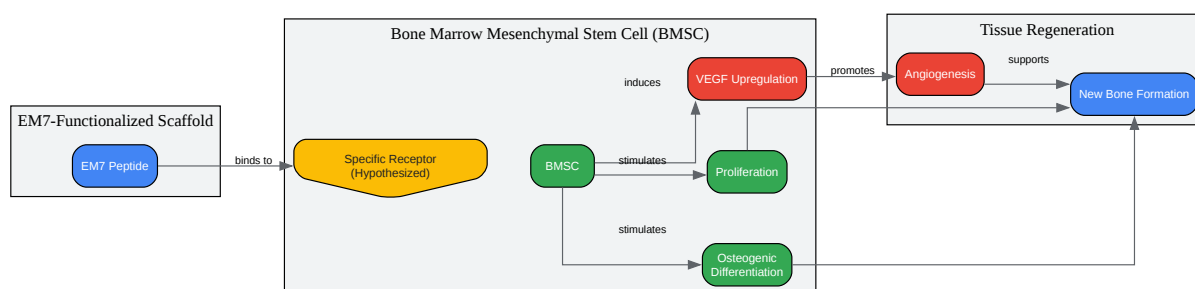 Bone Marrow Mesenchymal Stem Cell (BMSC)
Tissue Regeneration
EM7-Functionalized Scaffold
EM7 Peptide
binds to
Specific Receptor
(Hypothesized)
BMSC
induces
stimulates
stimulates
VEGF Upregulation
Proliferation
Osteogenic
Differentiation
promotes
Angiogenesis
supports
New Bone Formation